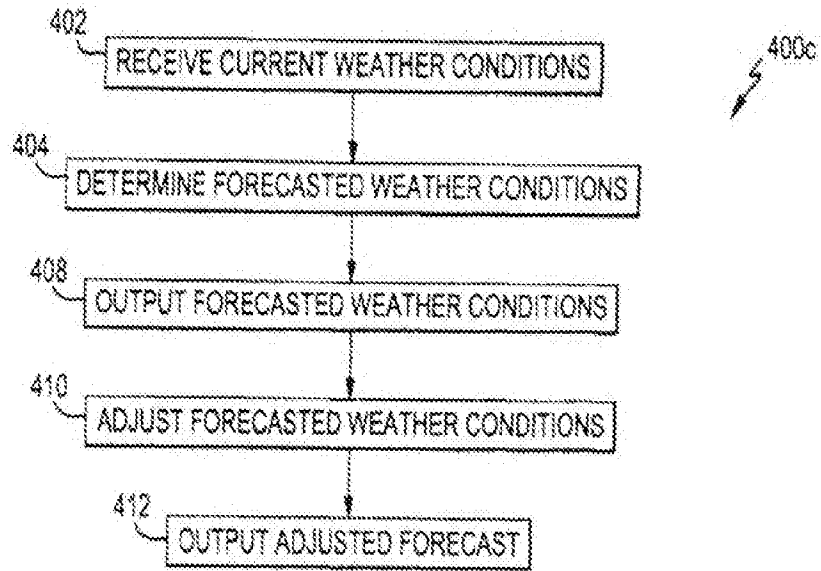 402
RECEIVE CURRENT WEATHER CONDITIONS
400c
404
DETERMINE FORECASTED WEATHER CONDITIONS
408
OUTPUT FORECASTED WEATHER CONDITIONS
410
ADJUST FORECASTED WEATHER CONDITIONS
412
OUTPUT ADJUSTED FORECAST